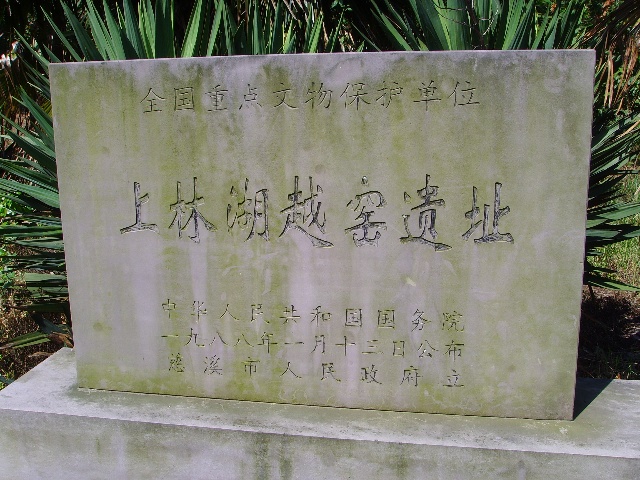 全国重点文物保护单位
上林湖越窑遗址
中华人民共和国国务院
一九八八年一月十三日公布
慈溪市人民政府立